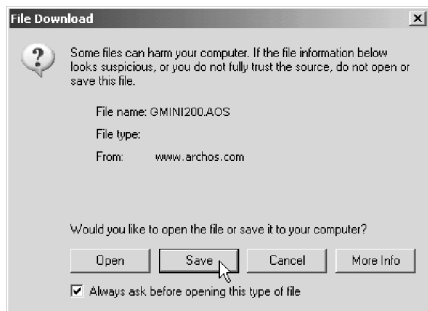 File Download
Some files can harm your computer. If the file information below
looks suspicious, or you do not fully trust the source, do not open or
save this file.
File name: GMINI200.AOS
File type:
From: www.archos.com
Would you like to open the file or save it to your computer?
Open Save Cancel More Info
Always ask before opening this type of file